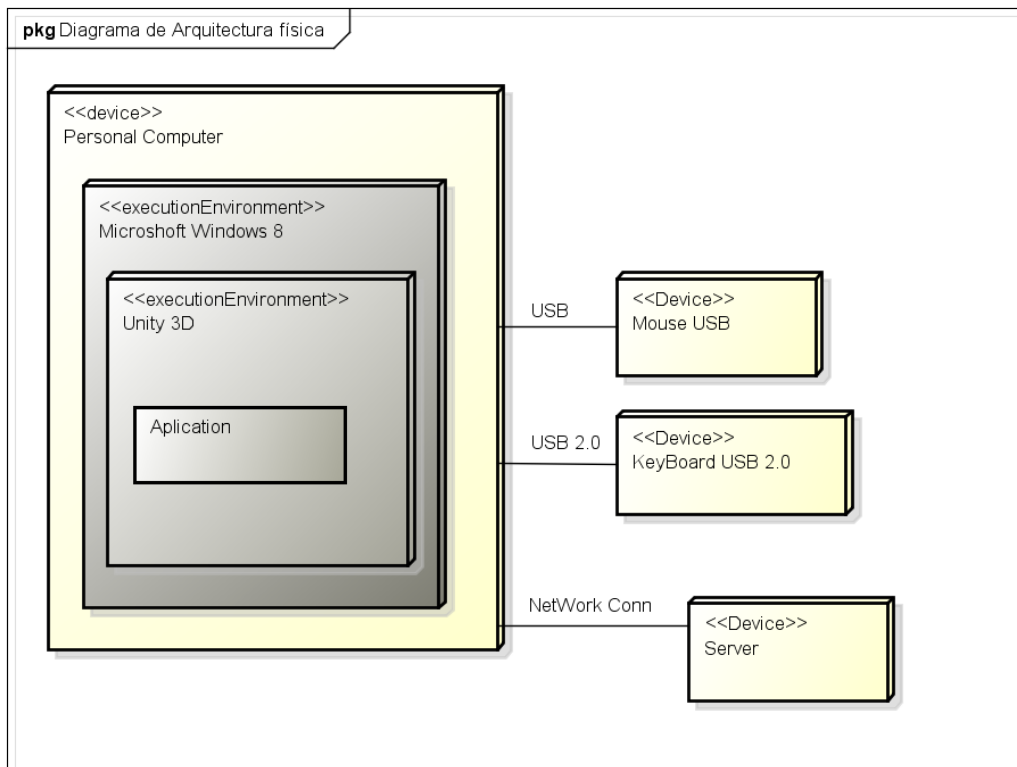 pkg Diagrama de Arquitectura física
<<device>>
Personal Computer
<<executionEnvironment>>
Microshoft Windows 8
<<executionEnvironment>>
Unity 3D
Aplication
USB
<<Device>>
Mouse USB
USB 2.0
<<Device>>
KeyBoard USB 2.0
NetWork Conn
<<Device>>
Server